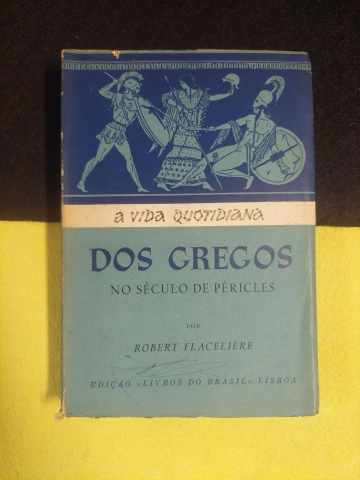 a VIDA QUOTIDIANA
DOS GREGOS
NO SÉCULO DE PÉRICLES
POR
ROBERT FLACELIÈRE
EDIÇÃO «LIVROS DO BRASIL» LISBOA